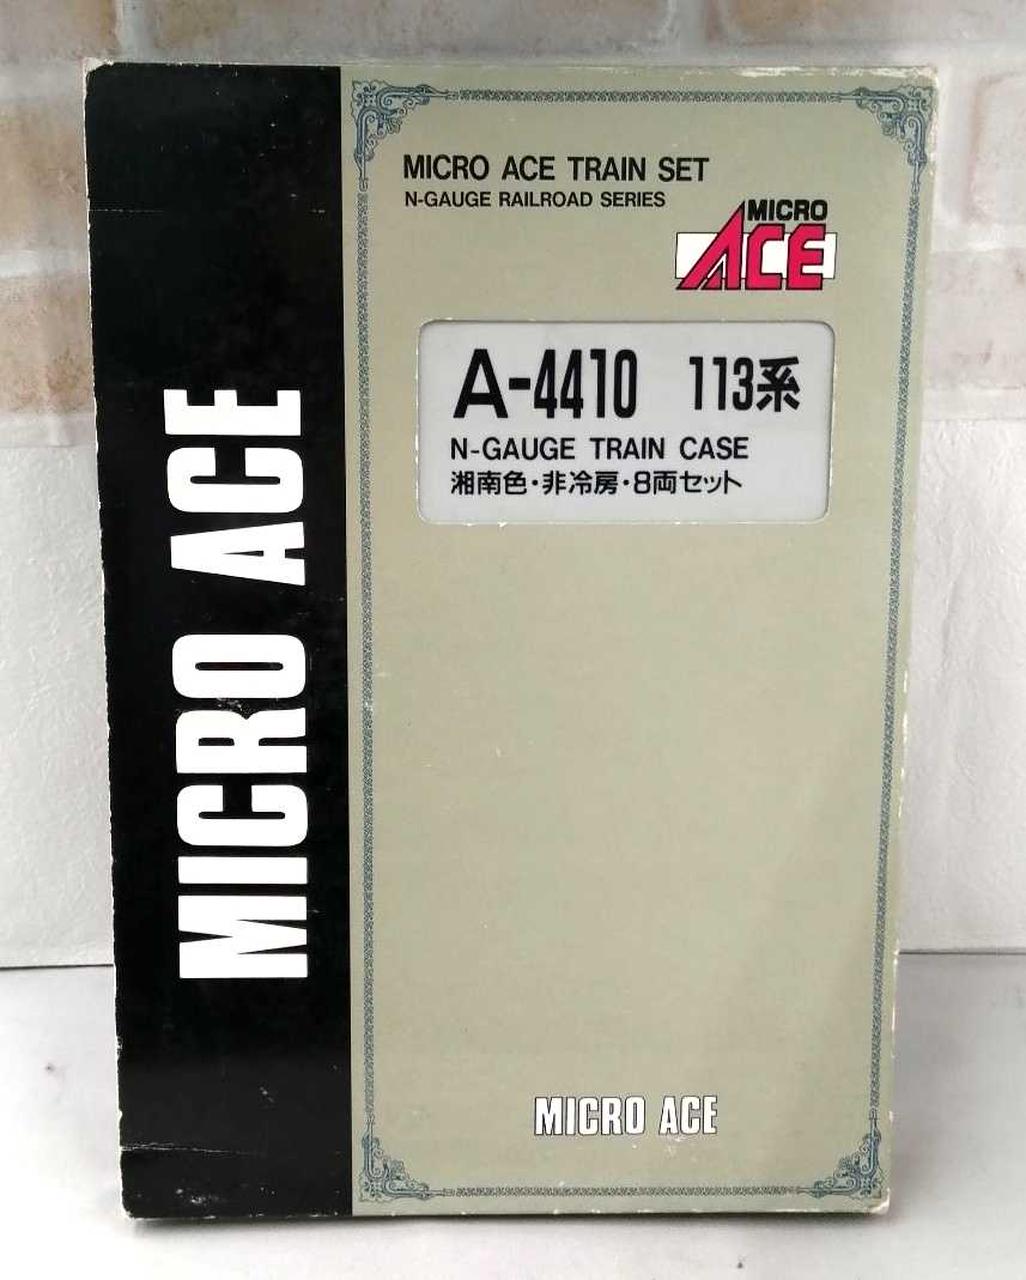 MICRO ACE
MICRO ACE TRAIN SET
N-GAUGE RAILROAD SERIES
MICRO
ACE
A-4410 113系
N-GAUGE TRAIN CASE
湘南色・非冷房・8両セット
MICRO ACE